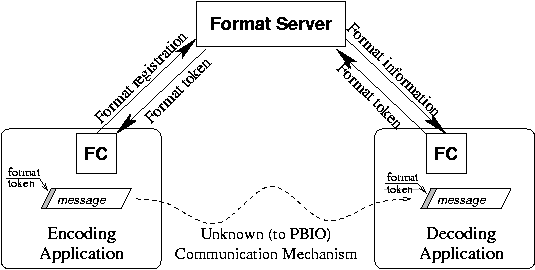 Format Server
Format registration
Format token
Format token
Format information
FC
FC
format
token
message
format
token
message
Encoding
Application
Unknown (to PBIO)
Communication Mechanism
Decoding
Application